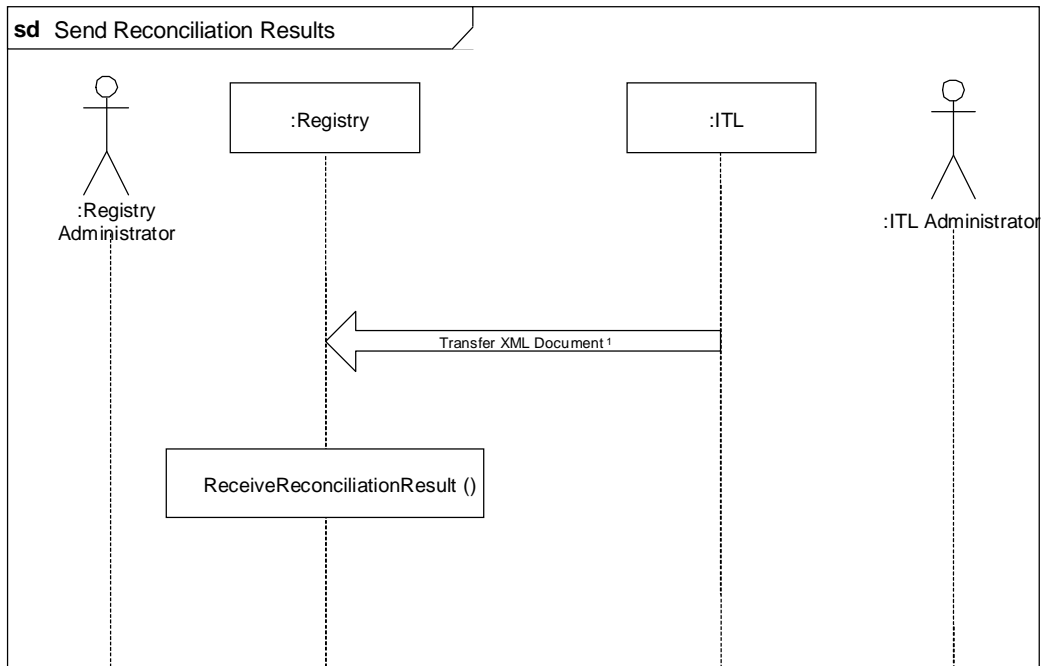 sd Send Reconciliation Results
:Registry
:ITL
:Registry
Administrator
:ITL Administrator
Transfer XML Document ¹
ReceiveReconciliationResult ()